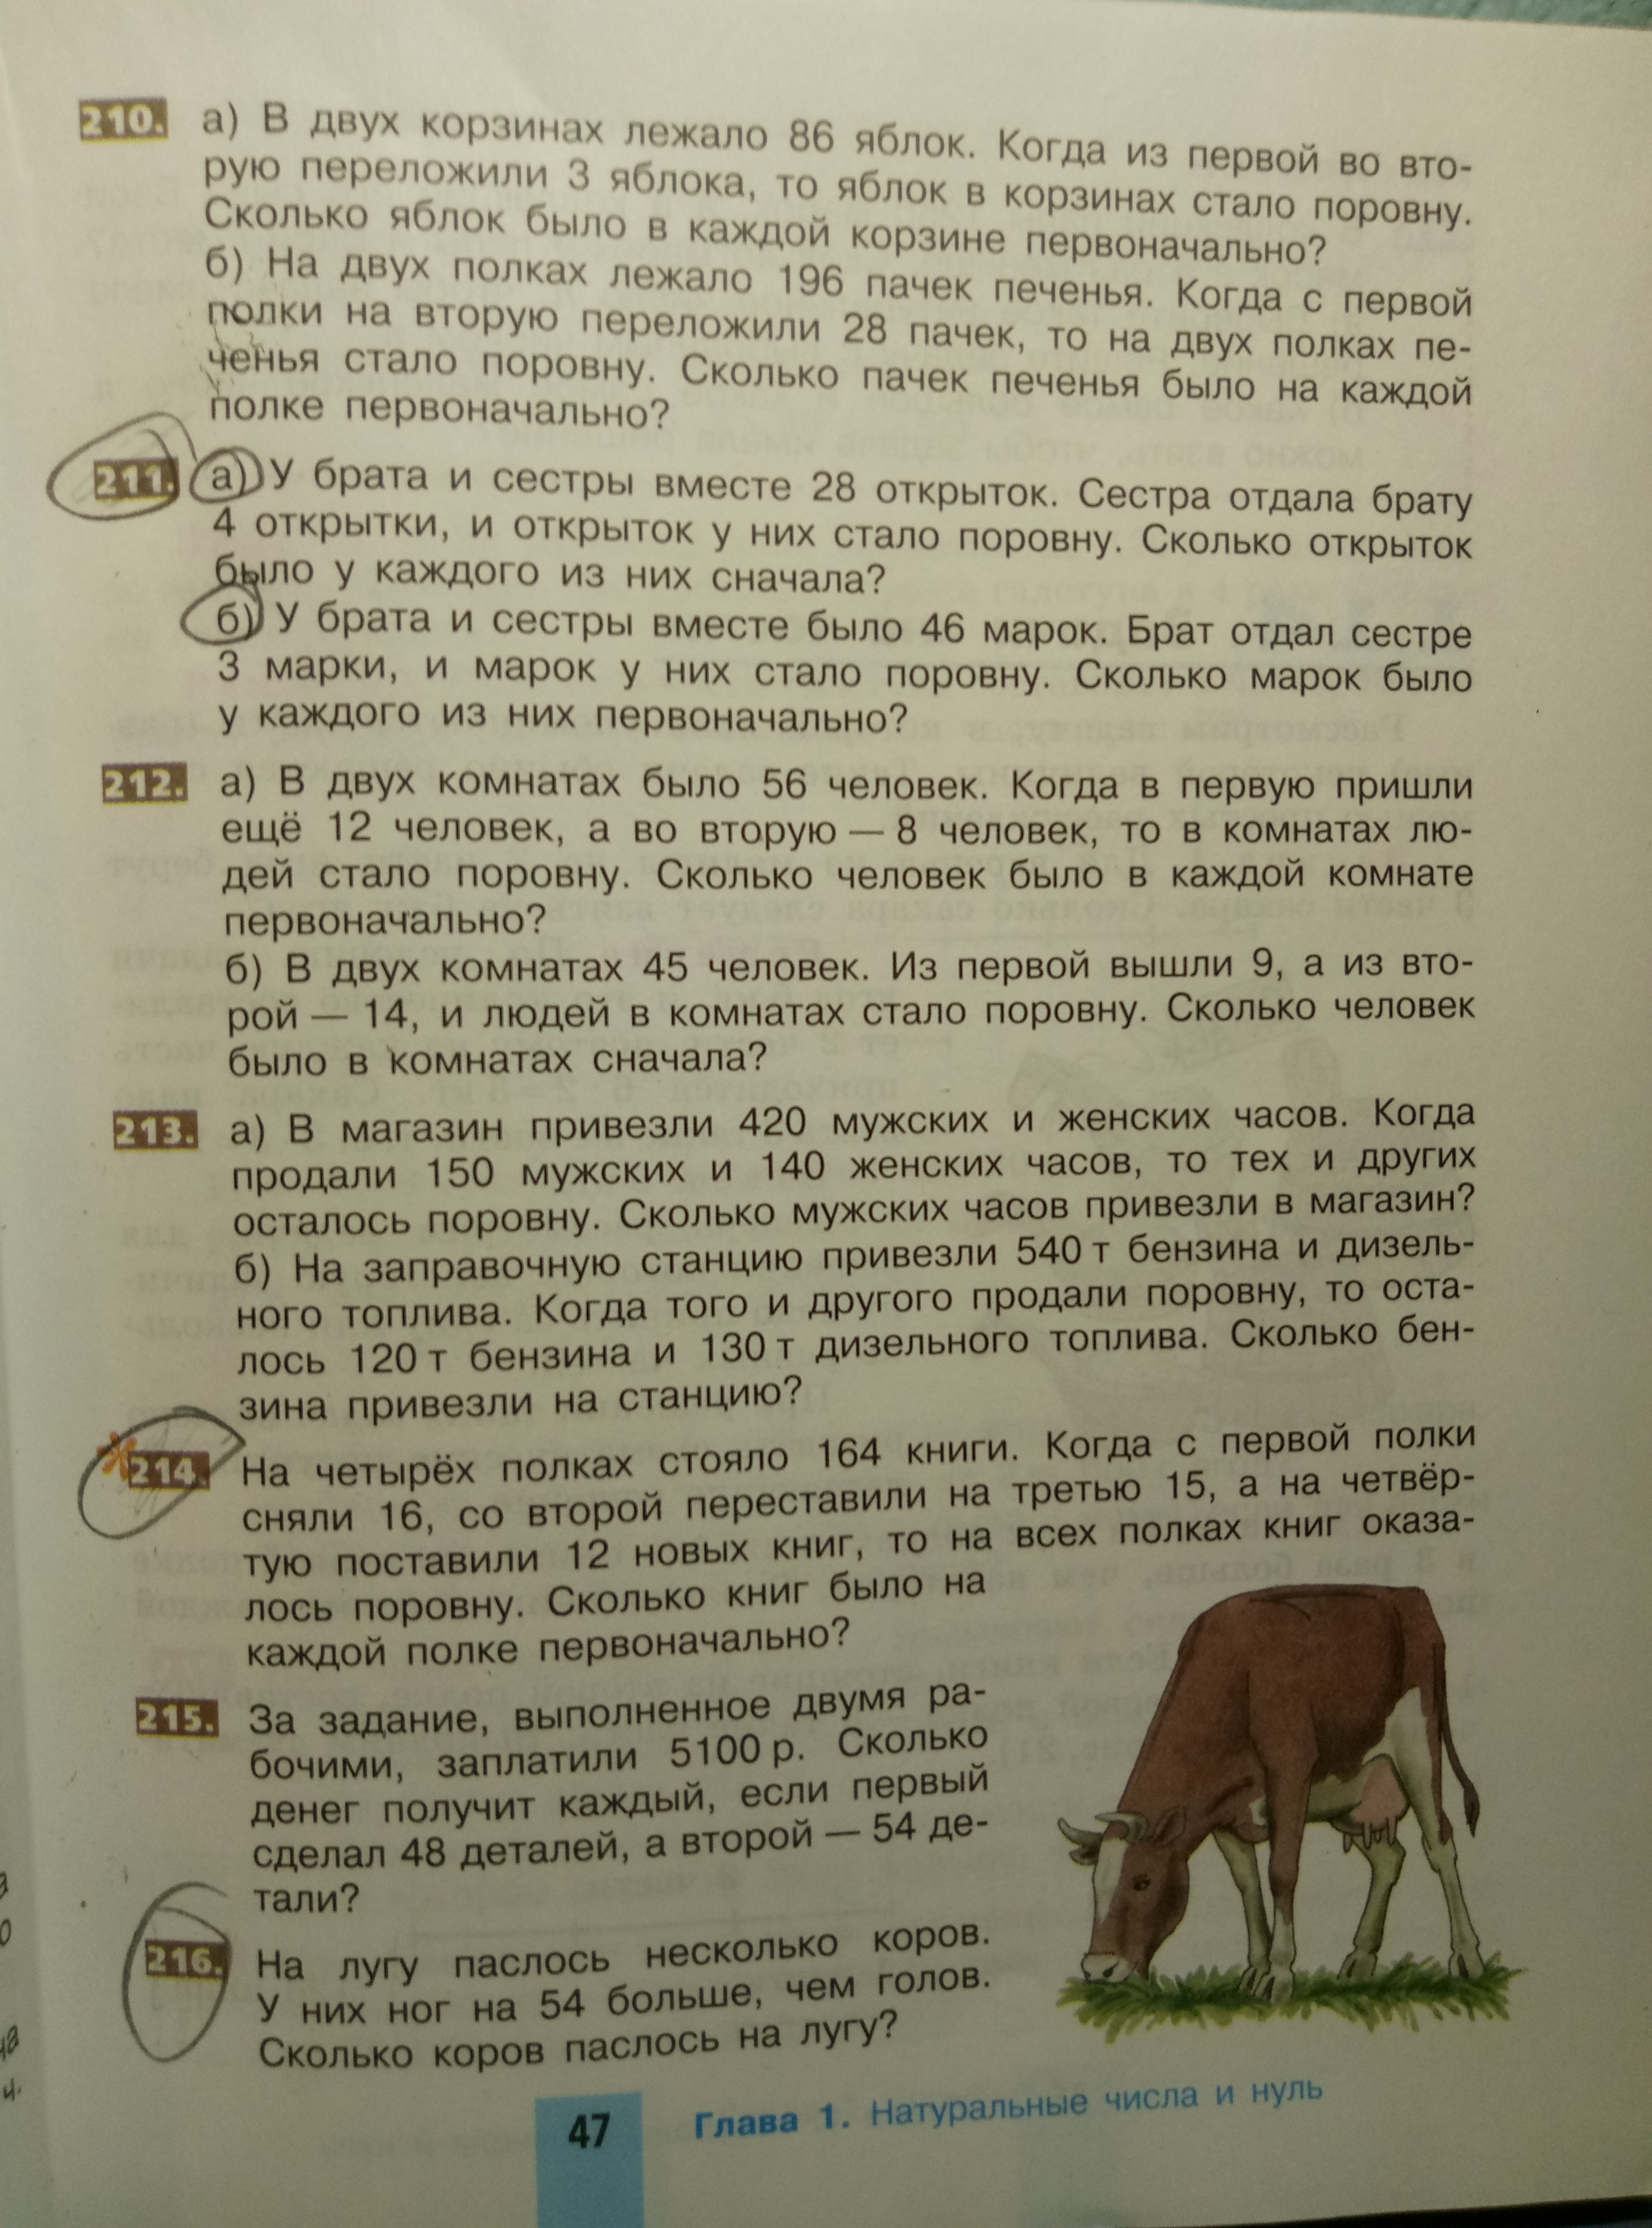 210. а) В двух корзинах лежало 86 яблок. Когда из первой во вто-
рую переложили 3 яблока, то яблок в корзинах стало поровну.
Сколько яблок было в каждой корзине первоначально?
б) На двух полках лежало 196 пачек печенья. Когда с первой
полки на вторую переложили 28 пачек, то на двух полках пе-
ченья стало поровну. Сколько пачек печенья было на каждой
полке первоначально?
211. а) У брата и сестры вместе 28 открыток. Сестра отдала брату
4 открытки, и открыток у них стало поровну. Сколько открыток
было у каждого из них сначала?
б) У брата и сестры вместе было 46 марок. Брат отдал сестре
3 марки, и марок у них стало поровну. Сколько марок было
у каждого из них первоначально?
212. а) В двух комнатах было 56 человек. Когда в первую пришли
ещё 12 человек, а во вторую — 8 человек, то в комнатах лю-
дей стало поровну. Сколько человек было в каждой комнате
первоначально?
б) В двух комнатах 45 человек. Из первой вышли 9, а из вто-
рой — 14, и людей в комнатах стало поровну. Сколько человек
было в комнатах сначала?
213. а) В магазин привезли 420 мужских и женских часов. Когда
продали 150 мужских и 140 женских часов, то тех и других
осталось поровну. Сколько мужских часов привезли в магазин?
б) На заправочную станцию привезли 540 т бензина и дизель-
ного топлива. Когда того и другого продали поровну, то оста-
лось 120 т бензина и 130 т дизельного топлива. Сколько бен-
зина привезли на станцию?
*214. На четырёх полках стояло 164 книги. Когда с первой полки
сняли 16, со второй переставили на третью 15, а на четвёр-
тую поставили 12 новых книг, то на всех полках книг оказа-
лось поровну. Сколько книг было на
каждой полке первоначально?
215. За задание, выполненное двумя ра-
бочими, заплатили 5100 р. Сколько
денег получит каждый, если первый
сделал 48 деталей, а второй — 54 де-
тали?
216. На лугу паслось несколько коров.
У них ног на 54 больше, чем голов.
Сколько коров паслось на лугу?
47 Глава 1. Натуральные числа и нуль